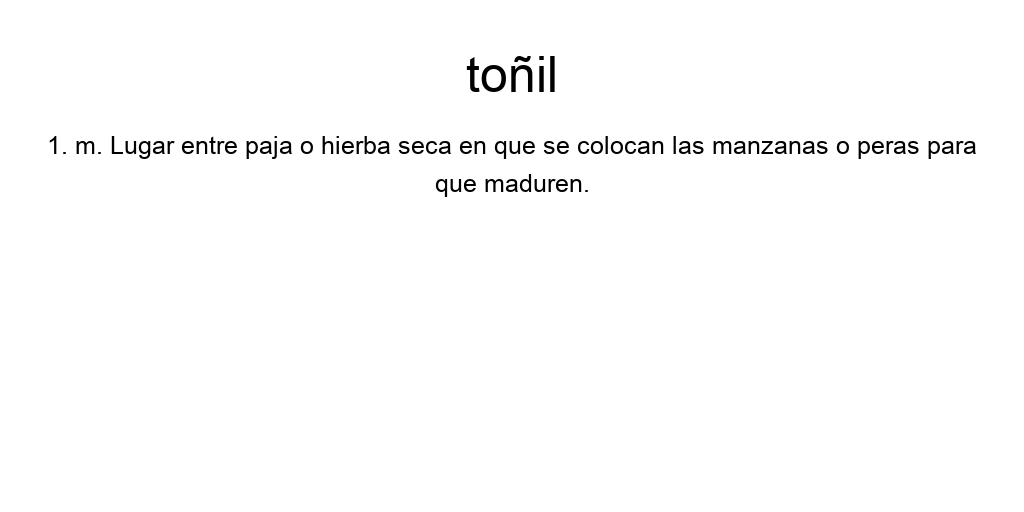 toñil
1. m. Lugar entre paja o hierba seca en que se colocan las manzanas o peras para
que maduren.